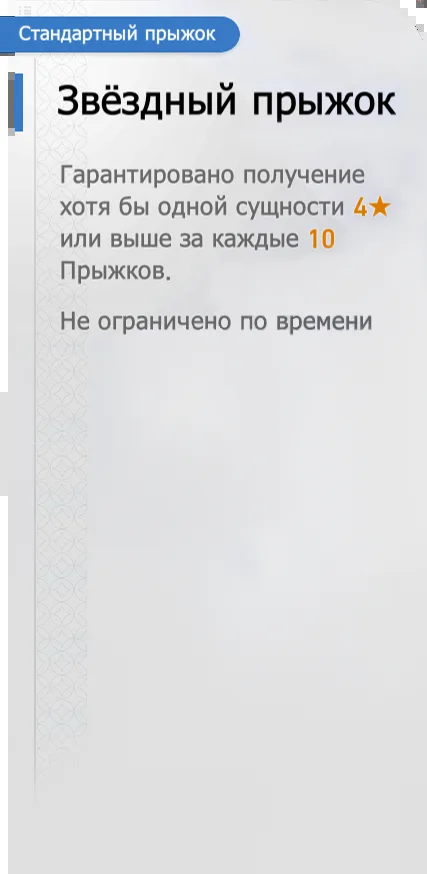 Стандартный прыжок
Звёздный прыжок
Гарантировано получение
хотя бы одной сущности 4★
или выше за каждые 10
Прыжков.
Не ограничено по времени